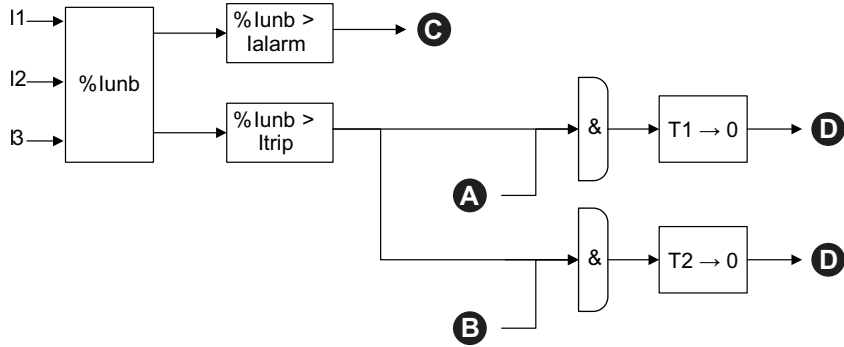 I1
I2
I3
%Iunb
%Iunb >
Ialarm
C
%Iunb >
Itrip
A
&
T1 → 0
D
B
&
T2 → 0
D